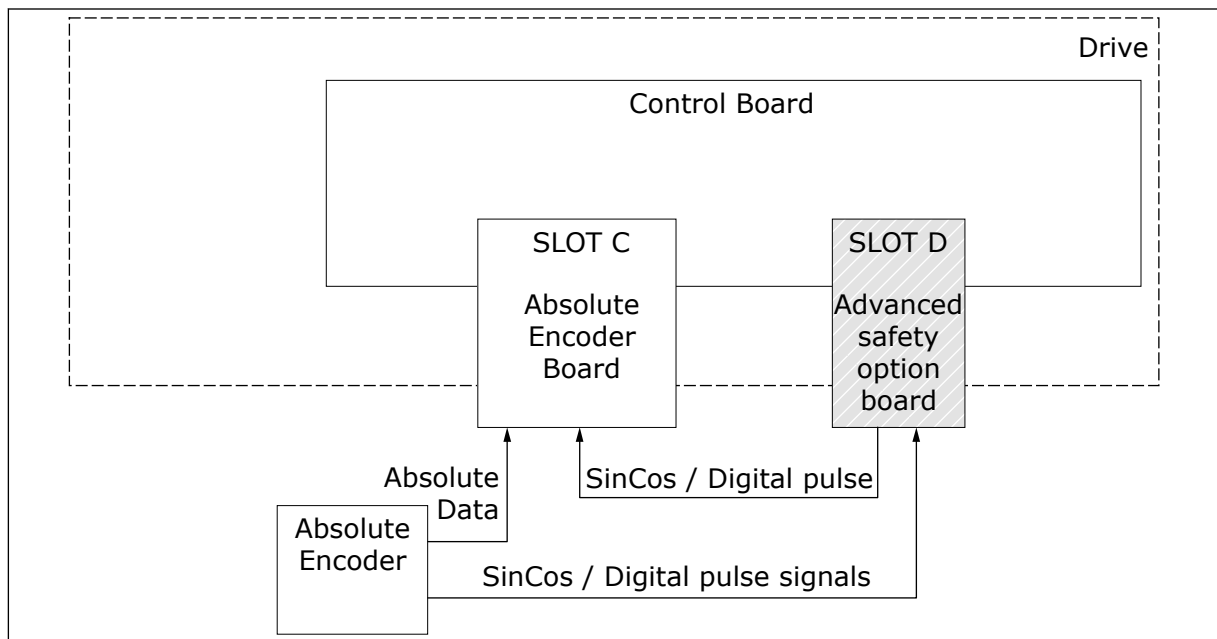 Drive
Control Board
SLOT C
Absolute
Encoder
Board
SLOT D
Advanced
safety
option
board
Absolute
Data
SinCos / Digital pulse
Absolute
Encoder
SinCos / Digital pulse signals